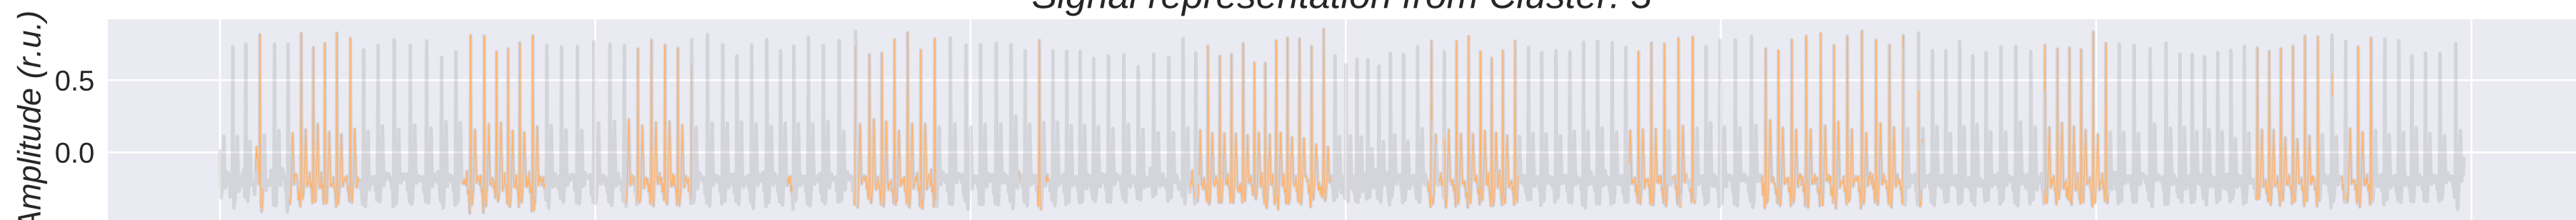 Signal representation from Cluster: 3
Amplitude (r.u.)
0.5
0.0